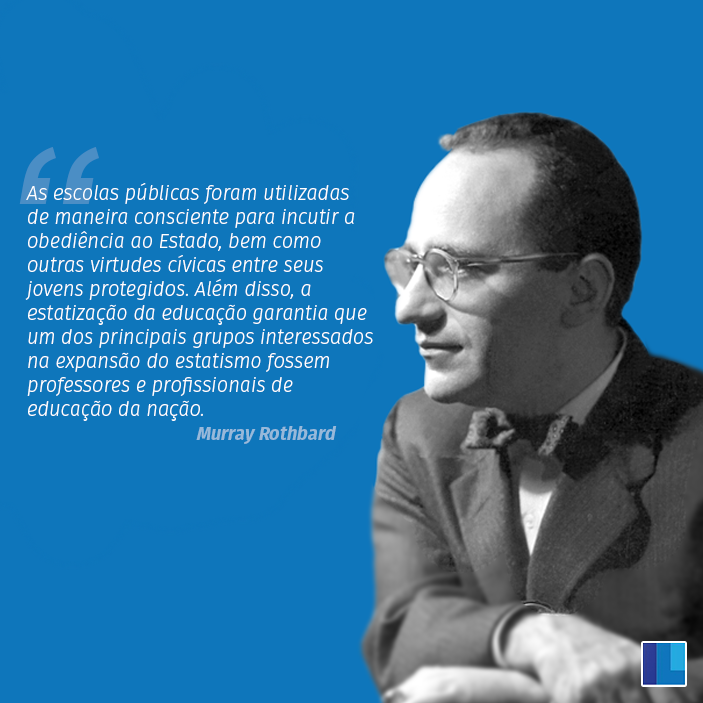 As escolas públicas foram utilizadas
de maneira consciente para incutir a
obediência ao Estado, bem como
outras virtudes cívicas entre seus
jovens protegidos. Além disso, a
estatização da educação garantia que
um dos principais grupos interessados
na expansão do estatismo fossem
professores e profissionais de
educação da nação.
Murray Rothbard